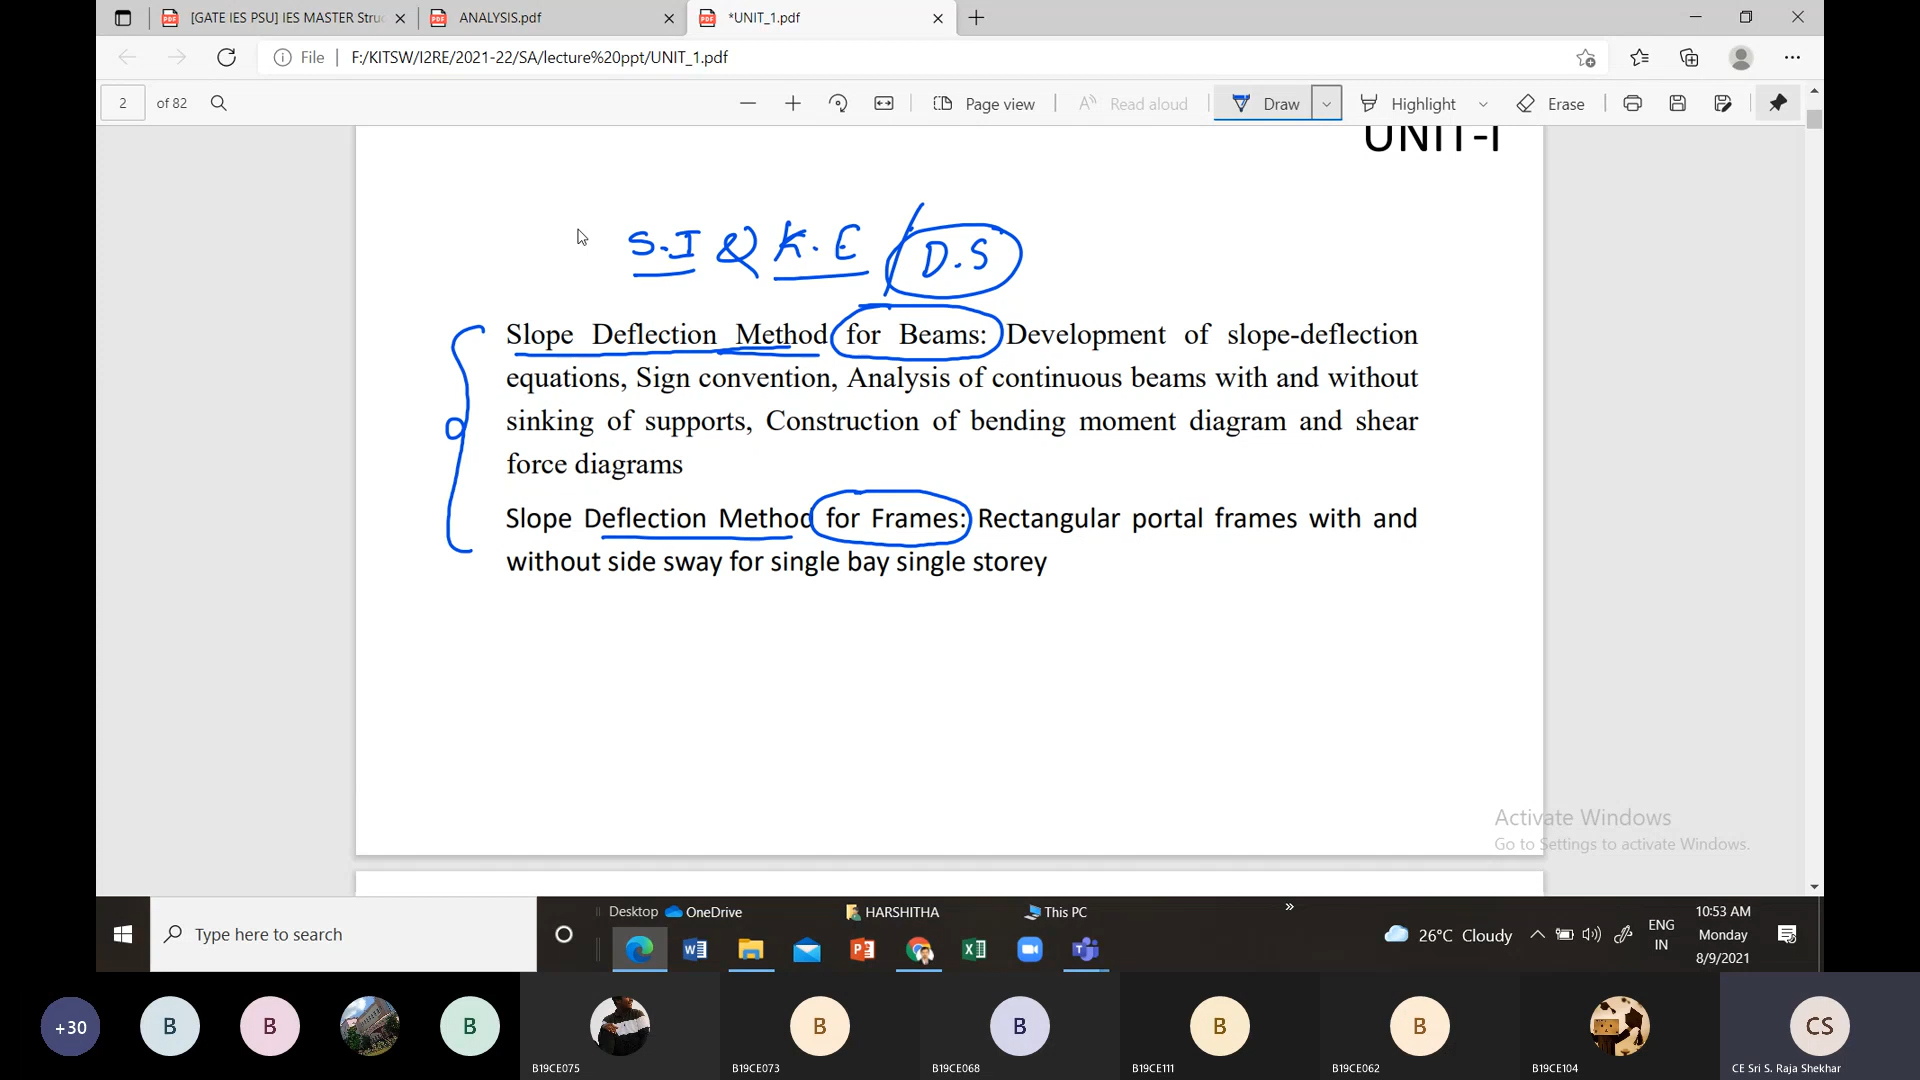 [GATE IES PSU] IES MASTER Struc
ANALYSIS.pdf
*UNIT_1.pdf
File
F:/KITSW/I2RE/2021-22/SA/lecture%20ppt/UNIT_1.pdf
2 of 82
Page view
Read aloud
Draw
Highlight
Erase
UNIT-I
S.I & K.E / D.S
Slope Deflection Method for Beams: Development of slope-deflection
equations, Sign convention, Analysis of continuous beams with and without
sinking of supports, Construction of bending moment diagram and shear
force diagrams
Slope Deflection Method for Frames: Rectangular portal frames with and
without side sway for single bay single storey
Activate Windows
Go to Settings to activate Windows.
Type here to search
Desktop
OneDrive
HARSHITHA
This PC
26°C Cloudy
ENG
IN
10:53 AM
Monday
8/9/2021
+30
B
B
B
B
B
B
B
B
CS
B19CE075
B19CE073
B19CE068
B19CE111
B19CE062
B19CE104
CE Sri S. Raja Shekhar